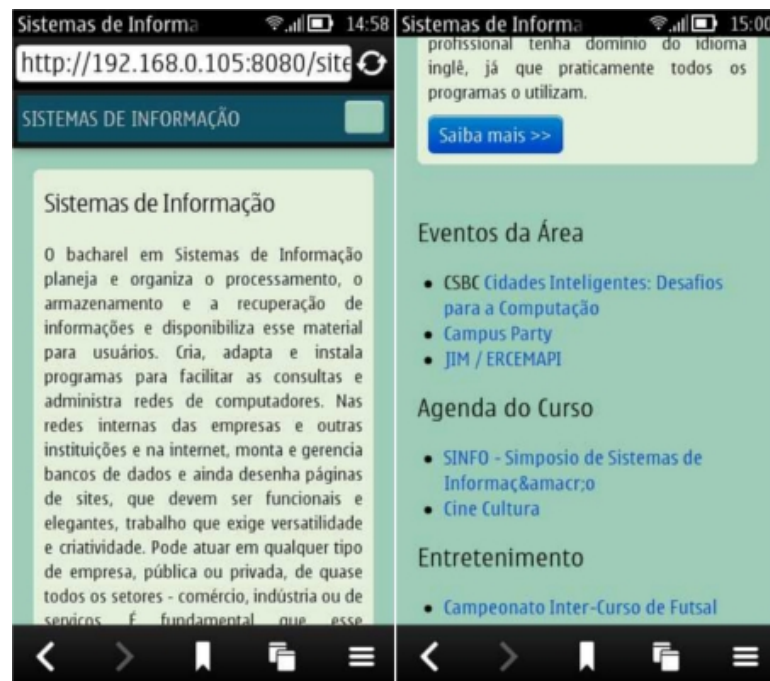 Sistemas de Informa
14:58
http://192.168.0.105:8080/site
SISTEMAS DE INFORMAÇÃO
Sistemas de Informação
O bacharel em Sistemas de Informação
planeja e organiza o processamento, o
armazenamento e a recuperação de
informações e disponibiliza esse material
para usuários. Cria, adapta e instala
programas para facilitar as consultas e
administra redes de computadores. Nas
redes internas das empresas e outras
instituições e na internet, monta e gerencia
bancos de dados e ainda desenha páginas
de sites, que devem ser funcionais e
elegantes, trabalho que exige versatilidade
e criatividade. Pode atuar em qualquer tipo
de empresa, pública ou privada, de quase
todos os setores - comércio, indústria ou de
serviços. É fundamental que esse
Sistemas de Informa
15:00
profissional tenha domínio do idioma
inglê, já que praticamente todos os
programas o utilizam.
Saiba mais >>
Eventos da Área
CSBC Cidades Inteligentes: Desafios
para a Computação
Campus Party
JIM / ERCEMAPI
Agenda do Curso
SINFO - Simposio de Sistemas de
Informaç&amacr;o
Cine Cultura
Entretenimento
Campeonato Inter-Curso de Futsal